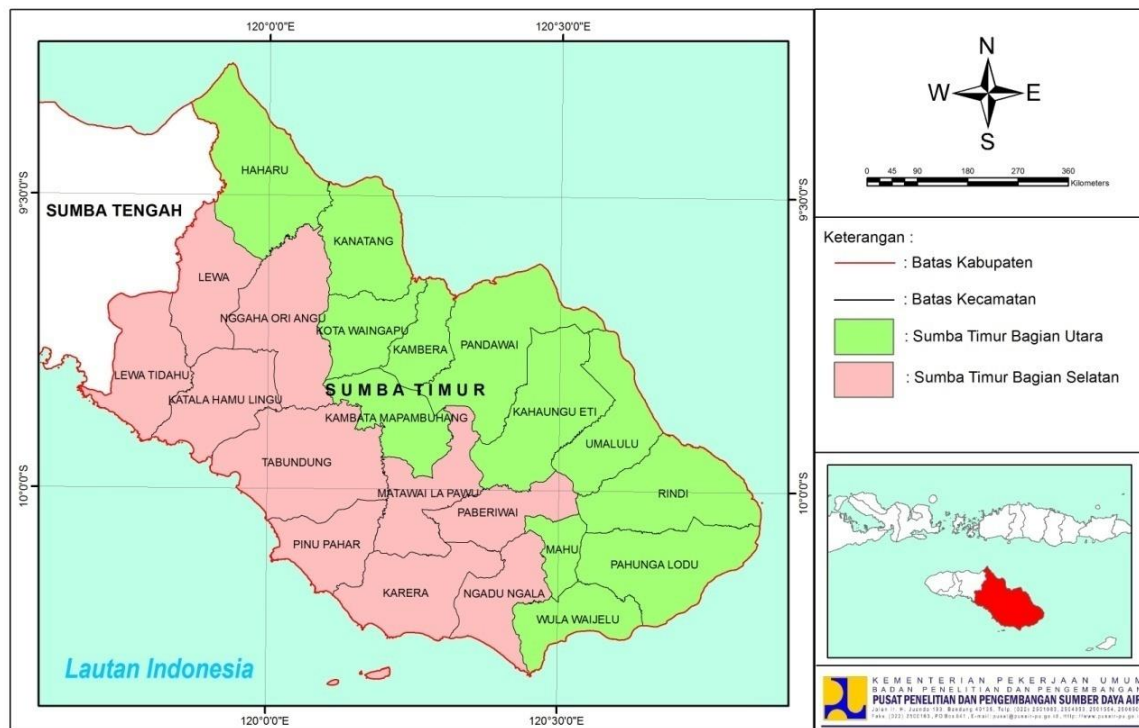 120°0'0"E
120°30'0"E
HAHARU
9°30'0"S
9°30'0"S
SUMBA TENGAH
KANATANG
LEWA
NGGAHA ORI ANGU
KOTA WAINGAPU
KAMBERA
PANDAWAI
LEWA TIDAHU
SUMBA TIMUR
KATALA HAMU LINGU
KAHAUNGU ETI
KAMBATA MAPAMBUHANG
UMALULU
TABUNDUNG
10°0'0"S
MATAWAI LA PAWU
RINDI
10°0'0"S
PABERIWAI
PINU PAHAR
MAHU
PAHUNGA LODU
KARERA
NGADU NGALA
WULA WAIJELU
Lautan Indonesia
120°0'0"E
120°30'0"E
N
W
E
S
0 45 90 180 270 360
Kilometers
Keterangan :
: Batas Kabupaten
: Batas Kecamatan
: Sumba Timur Bagian Utara
: Sumba Timur Bagian Selatan
KEMENTERIAN PEKERJAAN UMUM
BADAN PENELITIAN DAN PENGEMBANGAN
PUSAT PENELITIAN DAN PENGEMBANGAN SUMBER DAYA AIR